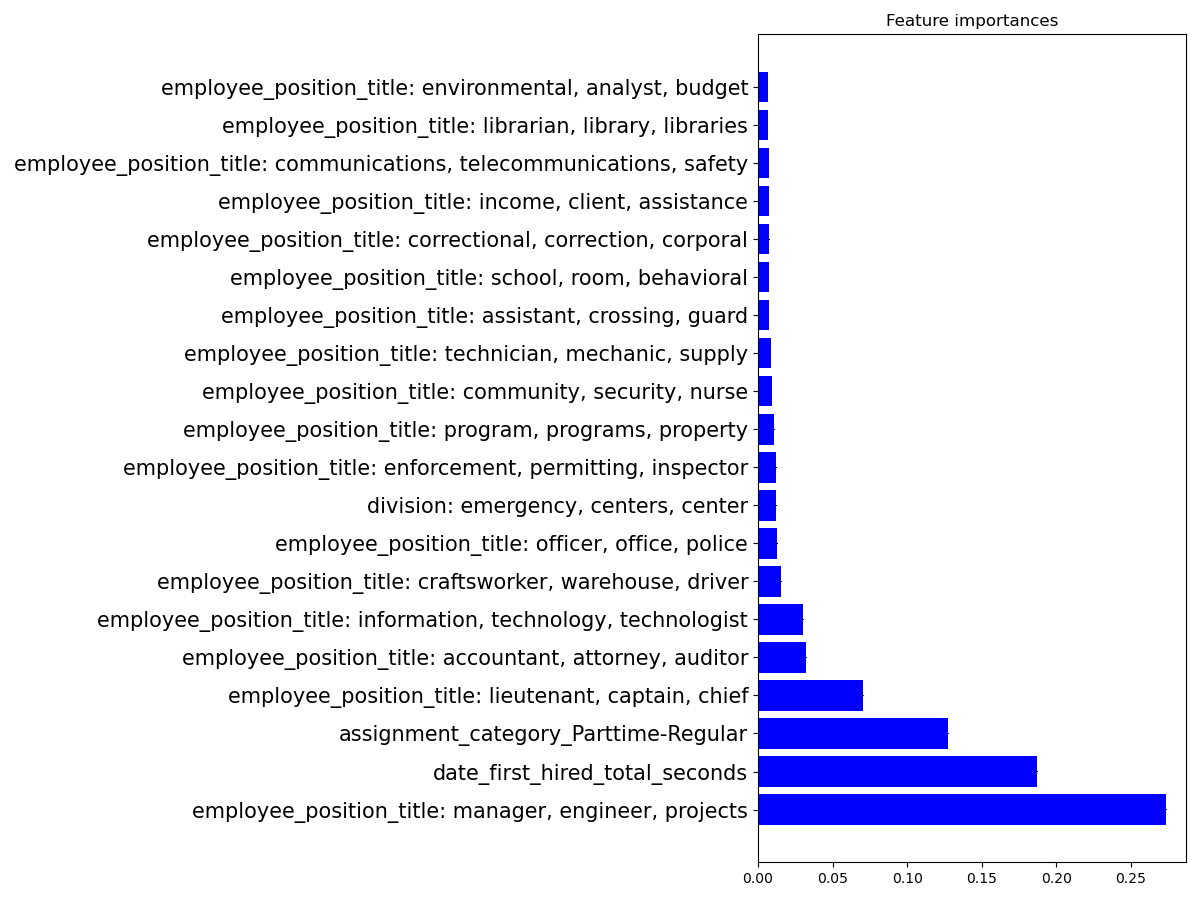 Feature importances
employee_position_title: environmental, analyst, budget
employee_position_title: librarian, library, libraries
employee_position_title: communications, telecommunications, safety
employee_position_title: income, client, assistance
employee_position_title: correctional, correction, corporal
employee_position_title: school, room, behavioral
employee_position_title: assistant, crossing, guard
employee_position_title: technician, mechanic, supply
employee_position_title: community, security, nurse
employee_position_title: program, programs, property
employee_position_title: enforcement, permitting, inspector
division: emergency, centers, center
employee_position_title: officer, office, police
employee_position_title: craftsworker, warehouse, driver
employee_position_title: information, technology, technologist
employee_position_title: accountant, attorney, auditor
employee_position_title: lieutenant, captain, chief
assignment_category_Parttime-Regular
date_first_hired_total_seconds
employee_position_title: manager, engineer, projects
0.00 0.05 0.10 0.15 0.20 0.25